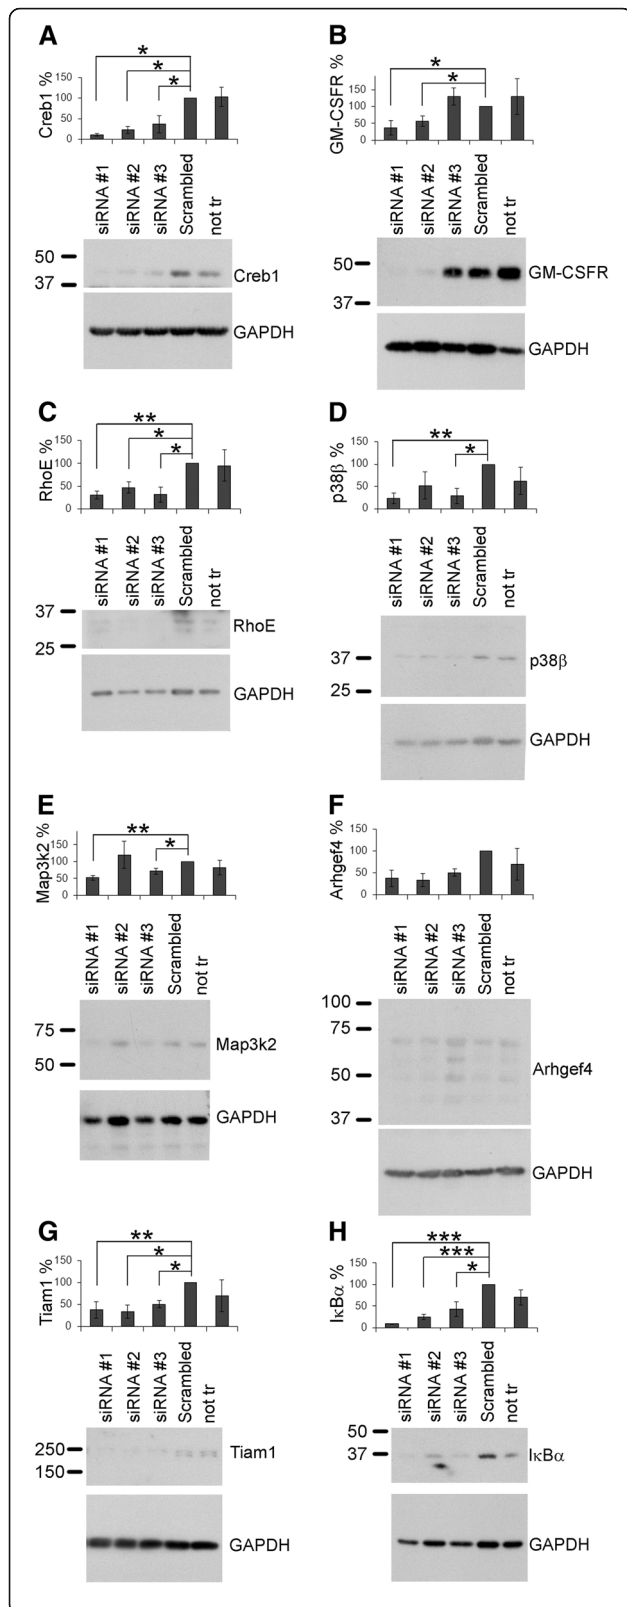 A
*
*
*
Creb1 %
150
100
50
0
siRNA #1
siRNA #2
siRNA #3
Scrambled
not tr
50
37
Creb1
GAPDH
B
*
*
GM-CSFR %
150
100
50
0
siRNA #1
siRNA #2
siRNA #3
Scrambled
not tr
50
37
GM-CSFR
GAPDH
C
**
*
*
RhoE %
150
100
50
0
siRNA #1
siRNA #2
siRNA #3
Scrambled
not tr
37
25
RhoE
GAPDH
D
**
*
p38β %
150
100
50
0
siRNA #1
siRNA #2
siRNA #3
Scrambled
not tr
37
25
p38β
GAPDH
E
**
*
Map3k2 %
150
100
50
0
siRNA #1
siRNA #2
siRNA #3
Scrambled
not tr
75
50
Map3k2
GAPDH
F
Arhgef4 %
150
100
50
0
siRNA #1
siRNA #2
siRNA #3
Scrambled
not tr
100
75
50
37
Arhgef4
GAPDH
G
**
*
*
Tiam1 %
150
100
50
0
siRNA #1
siRNA #2
siRNA #3
Scrambled
not tr
250
150
Tiam1
GAPDH
H
***
***
*
IκBα %
150
100
50
0
siRNA #1
siRNA #2
siRNA #3
Scrambled
not tr
50
37
IκBα
GAPDH